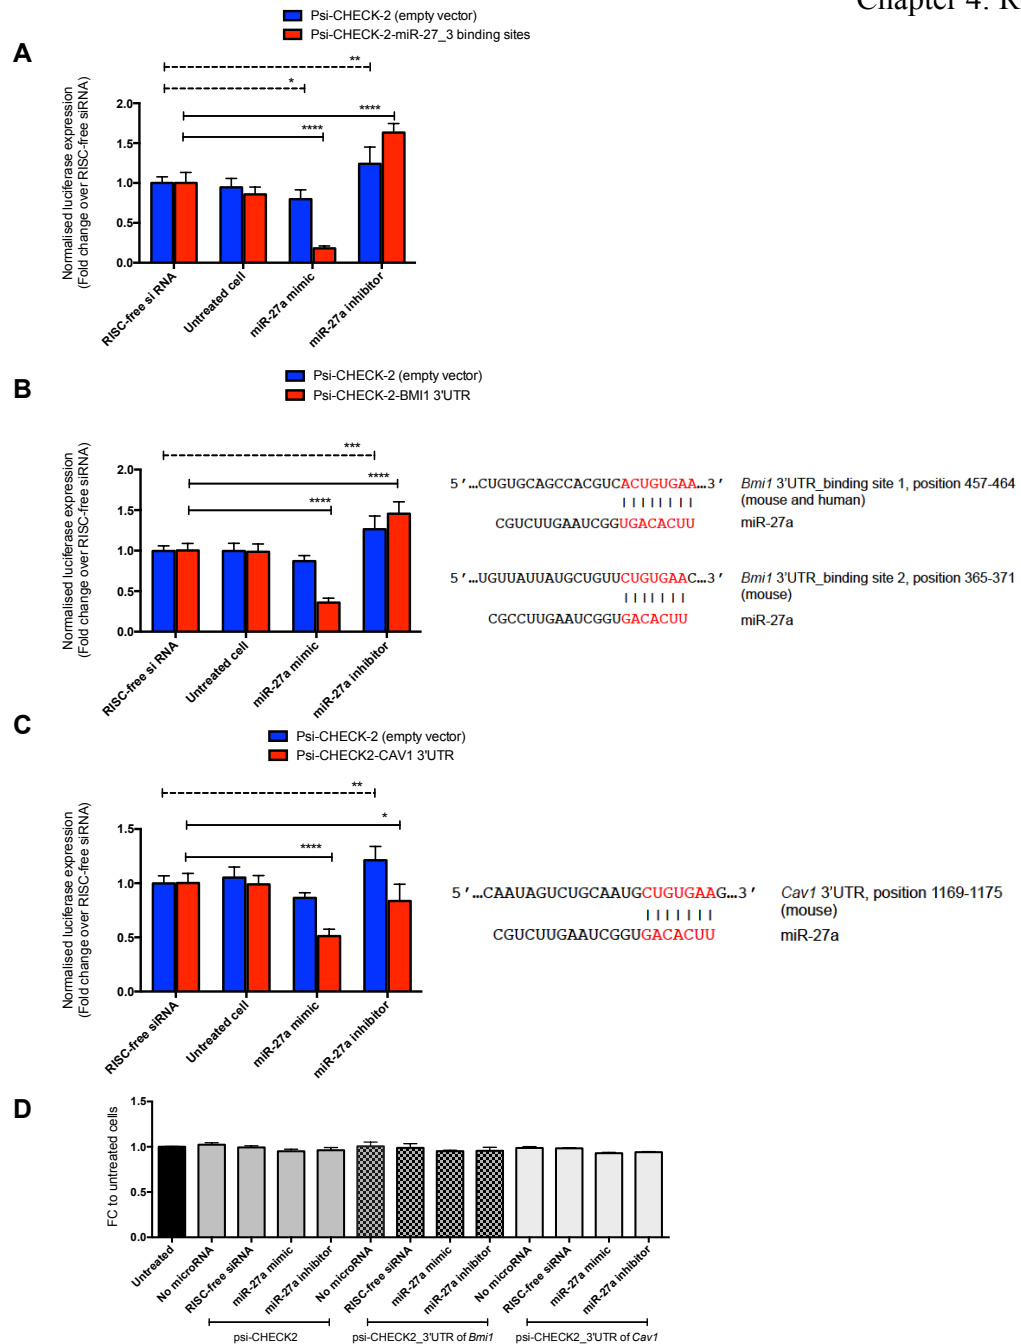 Chapter 4: R
A
Psi-CHECK-2 (empty vector)
Psi-CHECK-2-miR-27_3 binding sites
**
*
****
****
Normalised luciferase expression
(Fold change over RISC-free siRNA)
2.0
1.5
1.0
0.5
0.0
RISC-free si RNA
Untreated cell
miR-27a mimic
miR-27a inhibitor
B
Psi-CHECK-2 (empty vector)
Psi-CHECK-2-BMI1 3'UTR
***
****
****
Normalised luciferase expression
(Fold change over RISC-free siRNA)
2.0
1.5
1.0
0.5
0.0
RISC-free si RNA
Untreated cell
miR-27a mimic
miR-27a inhibitor
5′…CUGUGCAGCCACGUCACUGUGAA…3′ Bmi1 3'UTR_binding site 1, position 457-464
(mouse and human)
CGUCUUGAAUCGGUGACACUU miR-27a
5′…UGUUAUUAUGCUGUUCUGUGAAC…3′ Bmi1 3'UTR_binding site 2, position 365-371
(mouse)
CGCCUUGAAUCGGUGACACUU miR-27a
C
Psi-CHECK-2 (empty vector)
Psi-CHECK2-CAV1 3'UTR
**
*
****
Normalised luciferase expression
(Fold change over RISC-free siRNA)
1.5
1.0
0.5
0.0
RISC-free siRNA
Untreated cell
miR-27a mimic
miR-27a inhibitor
5′…CAAUAGUCUGCAAUGCUGUGAAG…3′ Cav1 3'UTR, position 1169-1175
(mouse)
CGUCUUGAAUCGGUGACACUU miR-27a
D
FC to untreated cells
1.5
1.0
0.5
0.0
Untreated
No microRNA
RISC-free siRNA
miR-27a mimic
miR-27a inhibitor
No microRNA
RISC-free siRNA
miR-27a mimic
miR-27a inhibitor
No microRNA
RISC-free siRNA
miR-27a mimic
miR-27a inhibitor
psi-CHECK2
psi-CHECK2_3'UTR of Bmi1
psi-CHECK2_3'UTR of Cav1